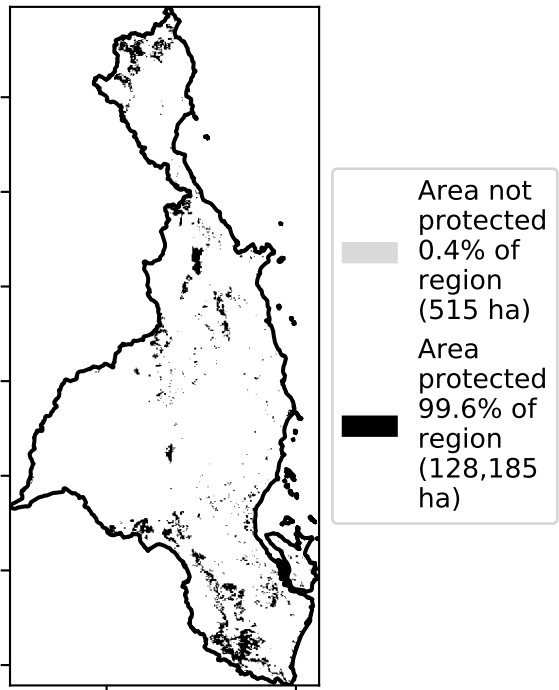 Area not
protected
0.4% of
region
(515 ha)
Area
protected
99.6% of
region
(128,185
ha)